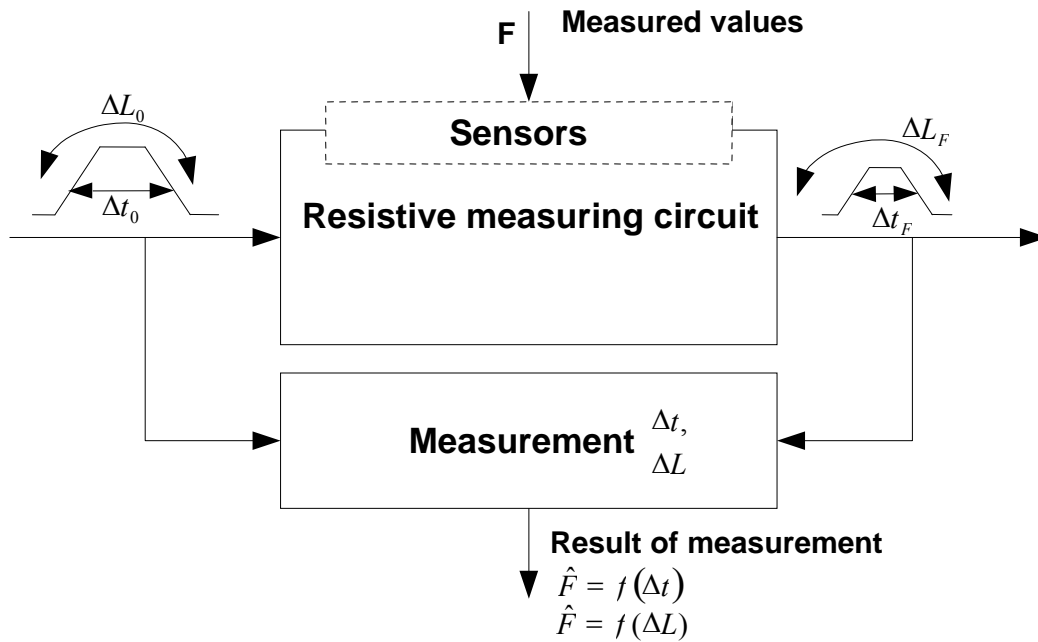 Measured values
F
ΔL₀
Sensors
ΔL_F
Δt₀
Resistive measuring circuit
Δt_F
Measurement
Δt,
ΔL
Result of measurement
F̂ = f(Δt)
F̂ = f(ΔL)